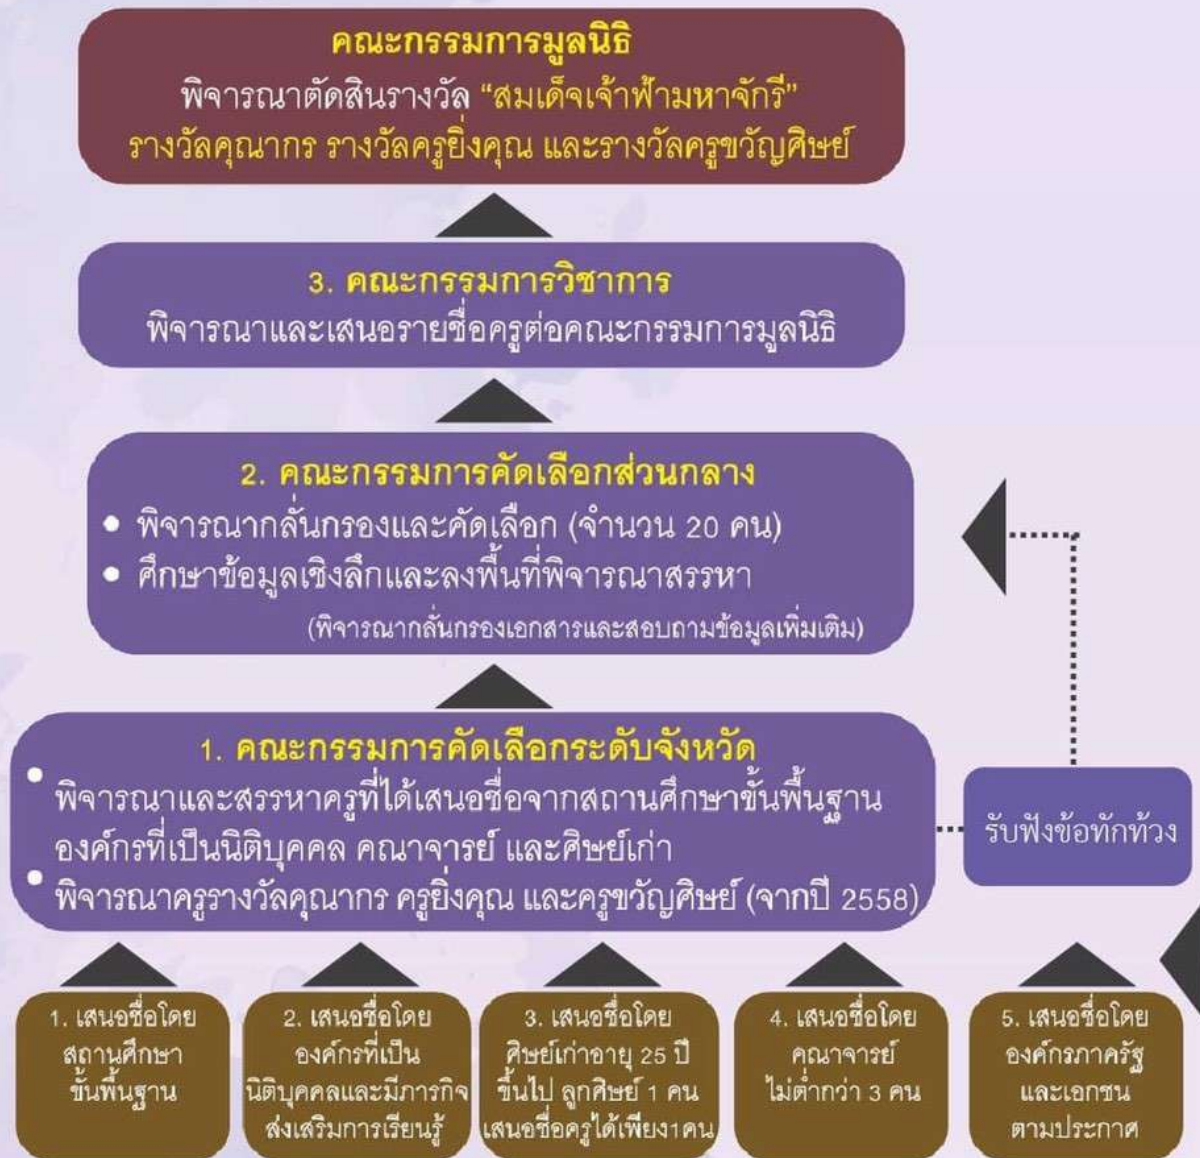 คณะกรรมการมูลนิธิ
พิจารณาตัดสินรางวัล “สมเด็จเจ้าฟ้ามหาจักรี”
รางวัลคุณากร รางวัลครูยิ่งคุณ และรางวัลครูขวัญศิษย์
3. คณะกรรมการวิชาการ
พิจารณาและเสนอรายชื่อครูต่อคณะกรรมการมูลนิธิ
2. คณะกรรมการคัดเลือกส่วนกลาง
• พิจารณากลั่นกรองและคัดเลือก (จำนวน 20 คน)
• ศึกษาข้อมูลเชิงลึกและลงพื้นที่พิจารณาสรรหา
(พิจารณากลั่นกรองเอกสารและสอบถามข้อมูลเพิ่มเติม)
1. คณะกรรมการคัดเลือกระดับจังหวัด
• พิจารณาและสรรหาครูที่ได้เสนอชื่อจากสถานศึกษาขั้นพื้นฐาน
องค์กรที่เป็นนิติบุคคล คณาจารย์ และศิษย์เก่า
• พิจารณาครูรางวัลคุณากร ครูยิ่งคุณ และครูขวัญศิษย์ (จากปี 2558)
รับฟังข้อทักท้วง
1. เสนอชื่อโดย
สถานศึกษา
ขั้นพื้นฐาน
2. เสนอชื่อโดย
องค์กรที่เป็น
นิติบุคคลและมีภารกิจ
ส่งเสริมการเรียนรู้
3. เสนอชื่อโดย
ศิษย์เก่าอายุ 25 ปี
ขึ้นไป ลูกศิษย์ 1 คน
เสนอชื่อครูได้เพียง1คน
4. เสนอชื่อโดย
คณาจารย์
ไม่ต่ำกว่า 3 คน
5. เสนอชื่อโดย
องค์กรภาครัฐ
และเอกชน
ตามประกาศ